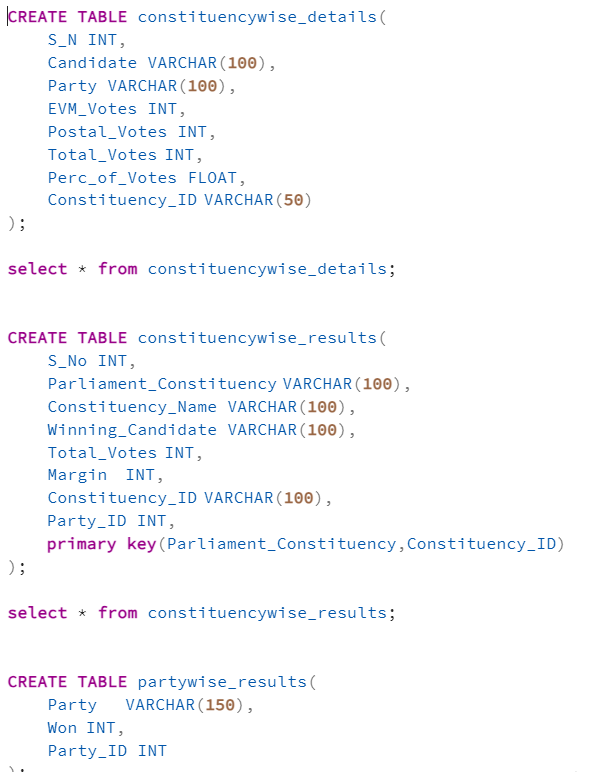 CREATE TABLE constituencywise_details(
    S_N INT,
    Candidate VARCHAR(100),
    Party VARCHAR(100),
    EVM_Votes INT,
    Postal_Votes INT,
    Total_Votes INT,
    Perc_of_Votes FLOAT,
    Constituency_ID VARCHAR(50)
);
select * from constituencywise_details;
CREATE TABLE constituencywise_results(
    S_No INT,
    Parliament_Constituency VARCHAR(100),
    Constituency_Name VARCHAR(100),
    Winning_Candidate VARCHAR(100),
    Total_Votes INT,
    Margin  INT,
    Constituency_ID VARCHAR(100),
    Party_ID INT,
    primary key(Parliament_Constituency,Constituency_ID)
);
select * from constituencywise_results;
CREATE TABLE partywise_results(
    Party   VARCHAR(150),
    Won INT,
    Party_ID INT
);